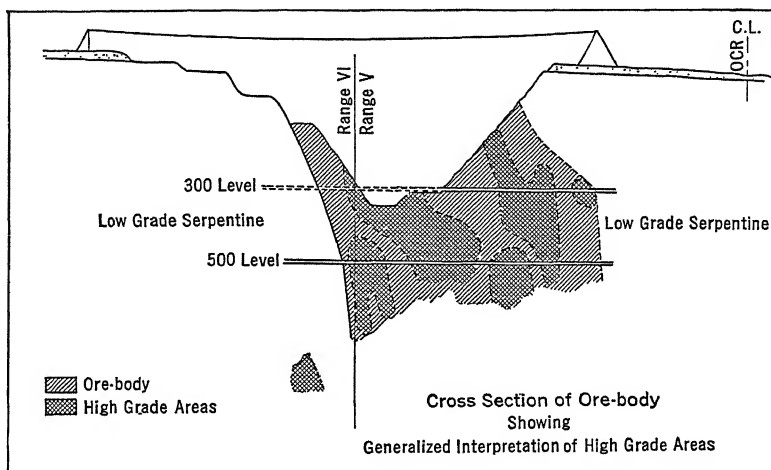 C.L.
OCR
Range VI
Range V
300 Level
Low Grade Serpentine
Low Grade Serpentine
500 Level
Ore-body
High Grade Areas
Cross Section of Ore-body
Showing
Generalized Interpretation of High Grade Areas